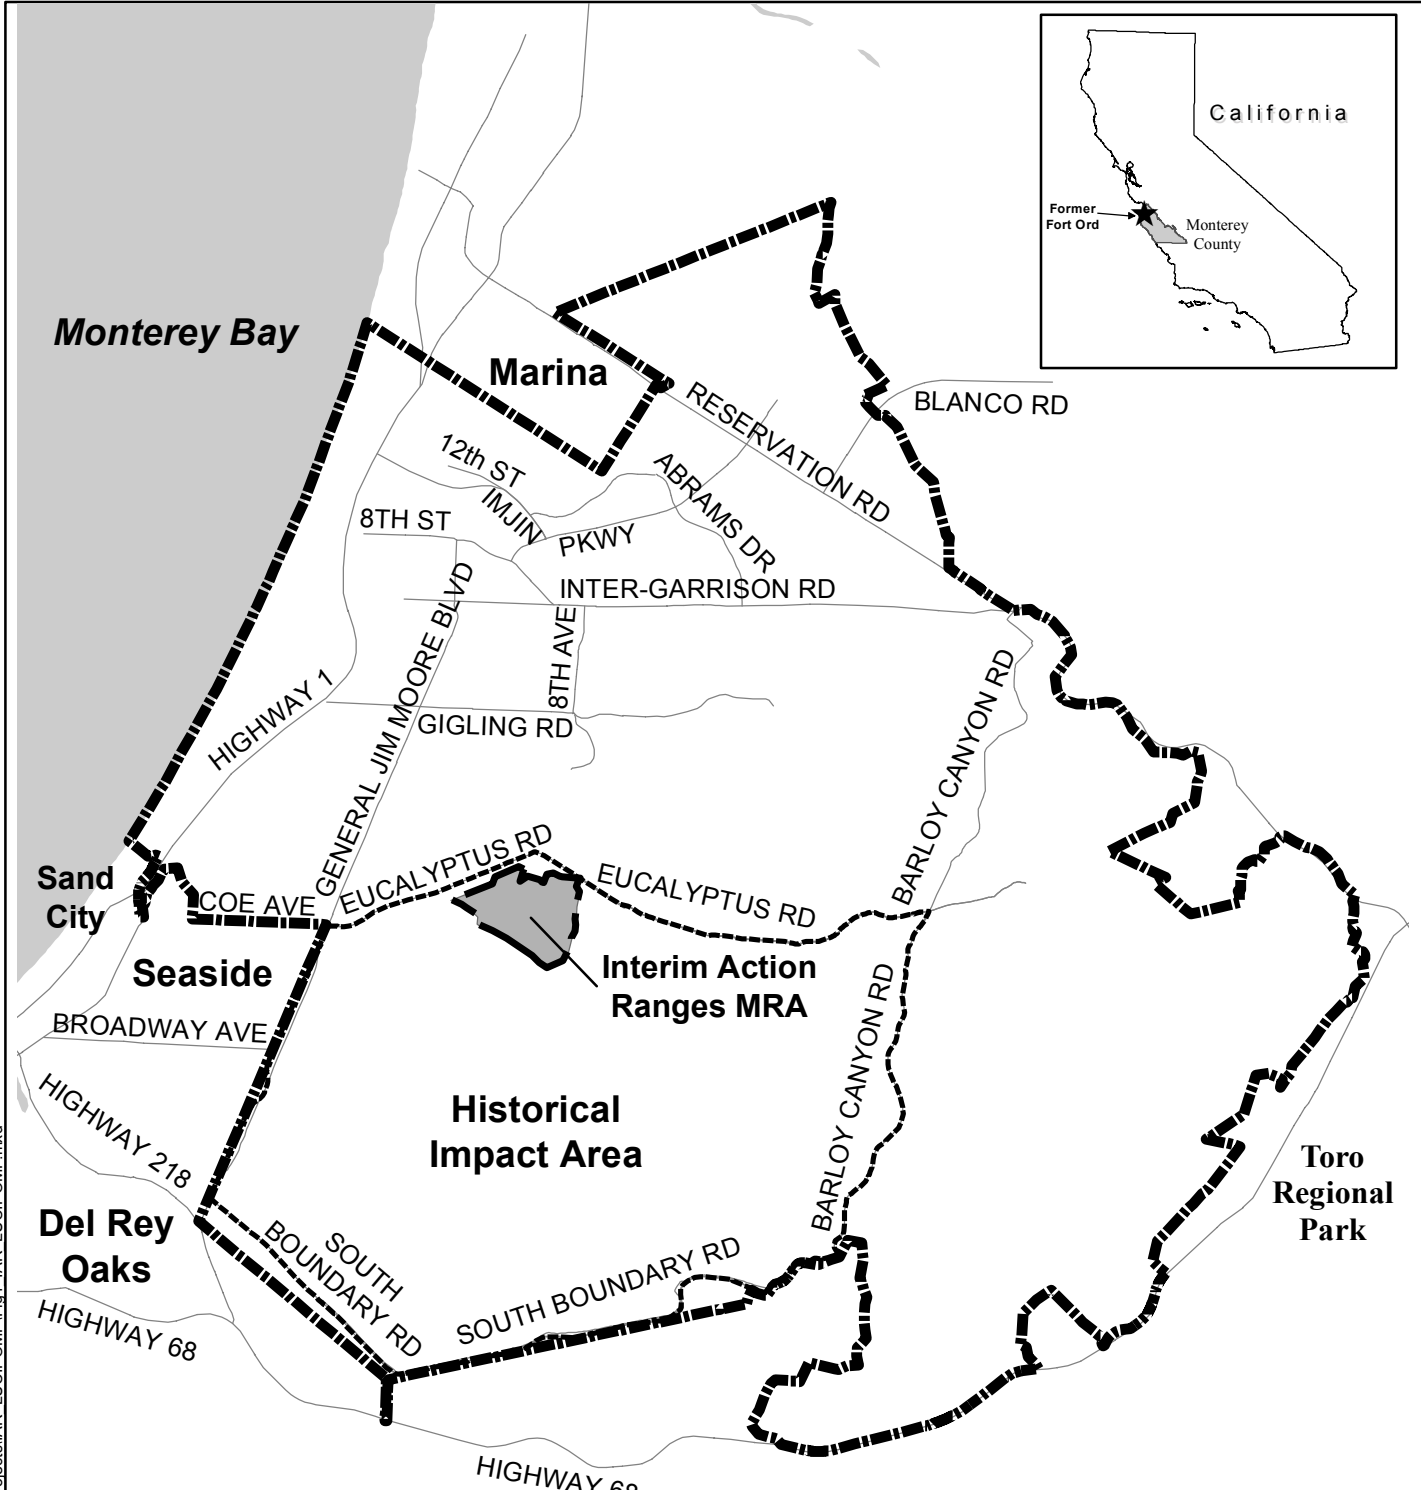 California
Former
Fort Ord
Monterey
County
Monterey Bay
Marina
RESERVATION RD
BLANCO RD
12th ST
IMJIN
PKWY
ABRAMS DR
8TH ST
INTER-GARRISON RD
8TH AVE
GENERAL JIM MOORE BLVD
HIGHWAY 1
GIGLING RD
BARLOY CANYON RD
Sand
City
COE AVE
EUCALYPTUS RD
EUCALYPTUS RD
Seaside
Interim Action
Ranges MRA
BROADWAY AVE
HIGHWAY 218
BARLOY CANYON RD
Historical
Impact Area
Toro
Regional
Park
Del Rey
Oaks
SOUTH
BOUNDARY RD
SOUTH BOUNDARY RD
HIGHWAY 68
HIGHWAY 68